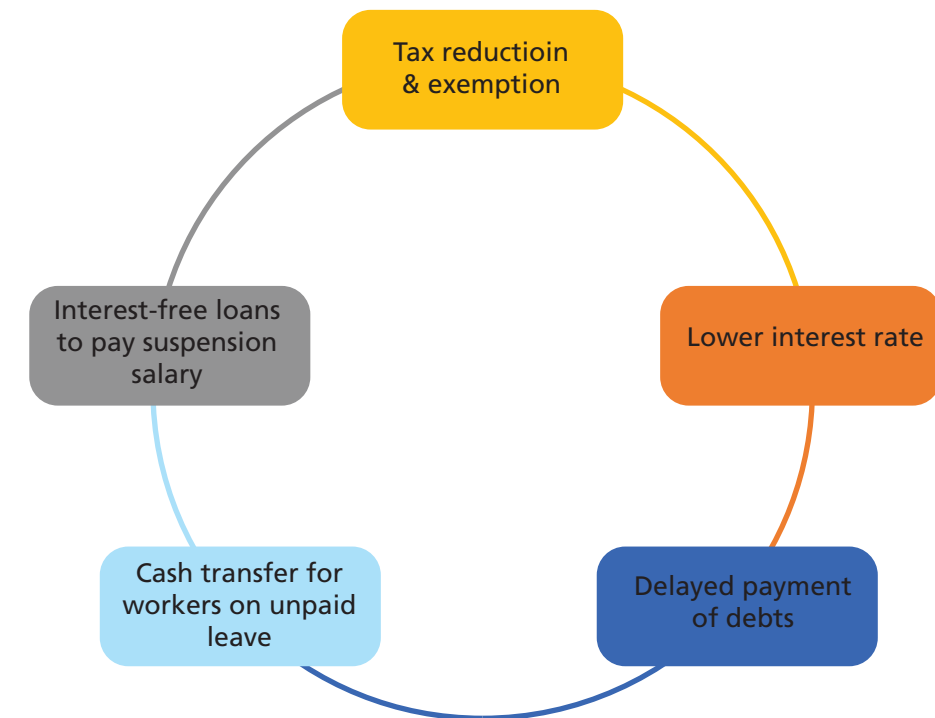 Tax reductioin
& exemption
Lower interest rate
Delayed payment
of debts
Cash transfer for
workers on unpaid
leave
Interest-free loans
to pay suspension
salary